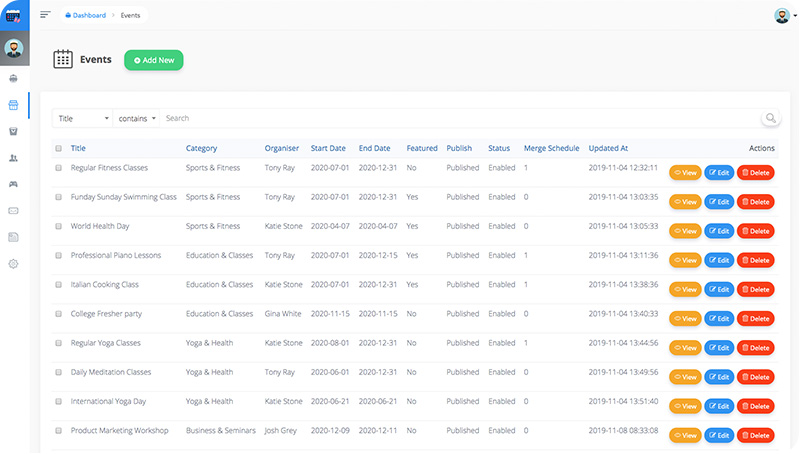 Dashboard > Events
Events
Add New
Title contains Search
Title Category Organiser Start Date End Date Featured Publish Status Merge Schedule Updated At Actions
Regular Fitness Classes Sports & Fitness Tony Ray 2020-07-01 2020-12-31 No Published Enabled 1 2019-11-04 12:32:11 View Edit Delete
Funday Sunday Swimming Class Sports & Fitness Tony Ray 2020-07-01 2020-12-31 Yes Published Enabled 0 2019-11-04 13:03:35 View Edit Delete
World Health Day Sports & Fitness Katie Stone 2020-04-07 2020-04-07 Yes Published Enabled 0 2019-11-04 13:05:33 View Edit Delete
Professional Piano Lessons Education & Classes Tony Ray 2020-07-01 2020-12-15 Yes Published Enabled 1 2019-11-04 13:11:36 View Edit Delete
Italian Cooking Class Education & Classes Katie Stone 2020-07-01 2020-12-31 Yes Published Enabled 1 2019-11-04 13:38:36 View Edit Delete
College Fresher party Education & Classes Gina White 2020-11-15 2020-11-15 No Published Enabled 0 2019-11-04 13:40:33 View Edit Delete
Regular Yoga Classes Yoga & Health Katie Stone 2020-08-01 2020-12-31 No Published Enabled 1 2019-11-04 13:44:56 View Edit Delete
Daily Meditation Classes Yoga & Health Tony Ray 2020-06-01 2020-12-31 No Published Enabled 0 2019-11-04 13:49:56 View Edit Delete
International Yoga Day Yoga & Health Katie Stone 2020-06-21 2020-06-21 No Published Enabled 0 2019-11-04 13:51:40 View Edit Delete
Product Marketing Workshop Business & Seminars Josh Grey 2020-12-09 2020-12-11 No Published Enabled 0 2019-11-08 08:33:08 View Edit Delete